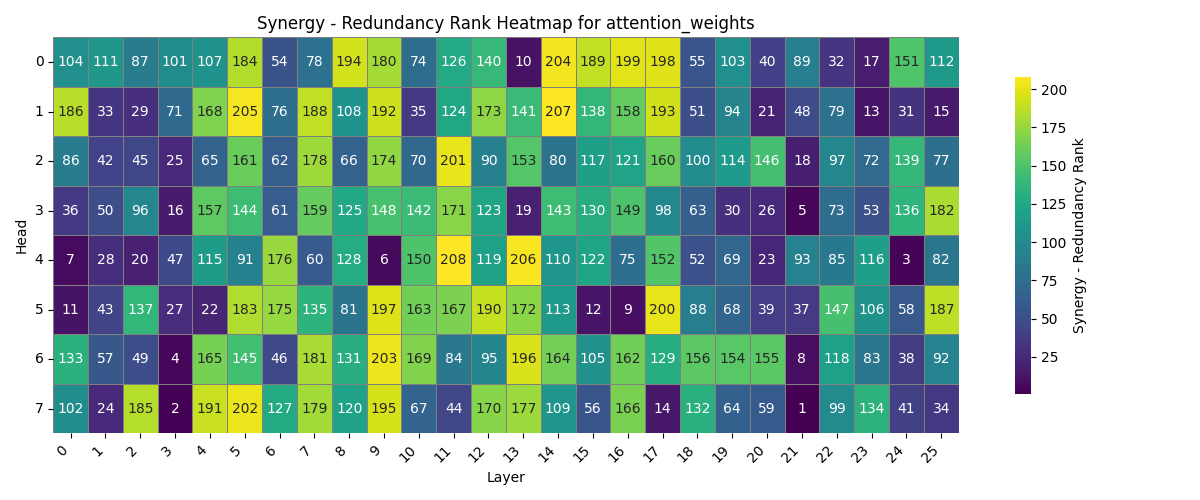 Synergy - Redundancy Rank Heatmap for attention_weights
0 104 111 87 101 107 184 54 78 194 180 74 126 140 10 204 189 199 198 55 103 40 89 32 17 151 112
1 186 33 29 71 168 205 76 188 108 192 35 124 173 141 207 138 158 193 51 94 21 48 79 13 31 15
2 86 42 45 25 65 161 62 178 66 174 70 201 90 153 80 117 121 160 100 114 146 18 97 72 139 77
3 36 50 96 16 157 144 61 159 125 148 142 171 123 19 143 130 149 98 63 30 26 5 73 53 136 182
4 7 28 20 47 115 91 176 60 128 6 150 208 119 206 110 122 75 152 52 69 23 93 85 116 3 82
5 11 43 137 27 22 183 175 135 81 197 163 167 190 172 113 12 9 200 88 68 39 37 147 106 58 187
6 133 57 49 4 165 145 46 181 131 203 169 84 95 196 164 105 162 129 156 154 155 8 118 83 38 92
7 102 24 185 2 191 202 127 179 120 195 67 44 170 177 109 56 166 14 132 64 59 1 99 134 41 34
0 1 2 3 4 5 6 7 8 9 10 11 12 13 14 15 16 17 18 19 20 21 22 23 24 25
Layer
Head
200
175
150
125
100
75
50
25
Synergy - Redundancy Rank